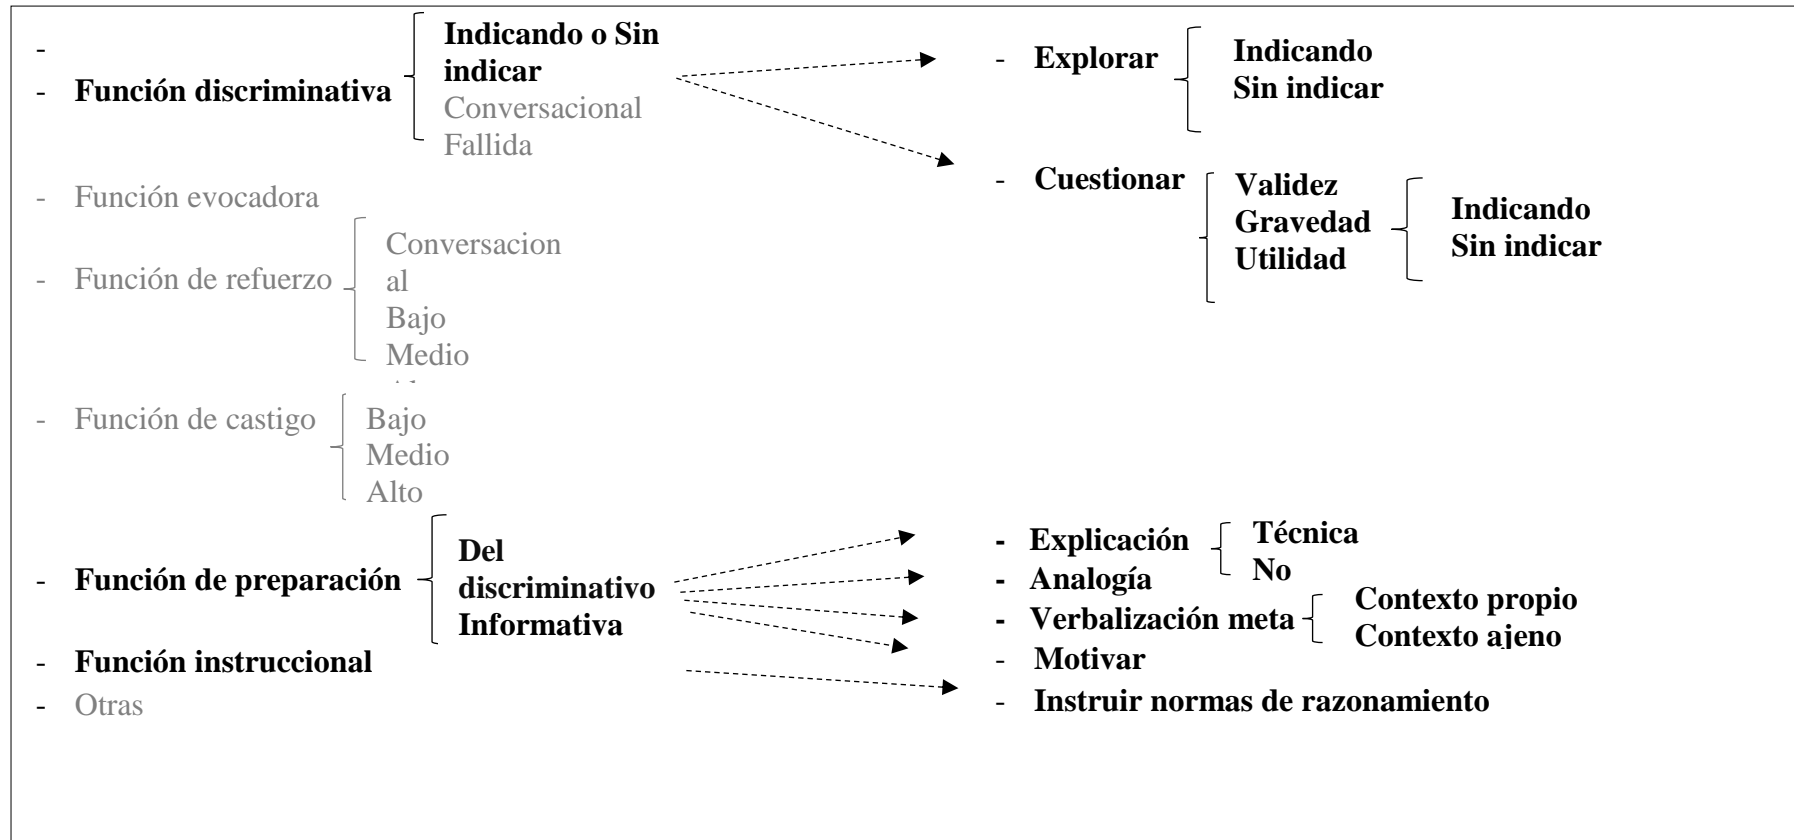 -
- Función discriminativa
Indicando o Sin
indicar
Conversacional
Fallida
- Función evocadora
- Función de refuerzo
Conversacion
al
Bajo
Medio
- Función de castigo
Bajo
Medio
Alto
- Función de preparación
Del
discriminativo
Informativa
- Función instruccional
- Otras
- Explorar
Indicando
Sin indicar
- Cuestionar
Validez
Gravedad
Utilidad
Indicando
Sin indicar
- Explicación
Técnica
No
- Analogía
- Verbalización meta
Contexto propio
Contexto ajeno
- Motivar
- Instruir normas de razonamiento